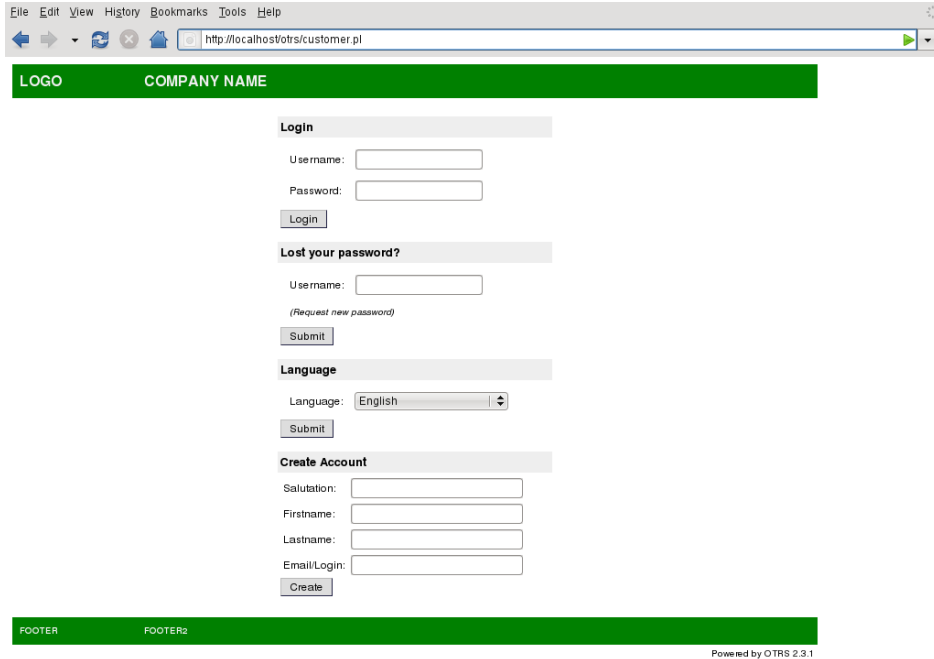 File Edit View History Bookmarks Tools Help
http://localhost/otrs/customer.pl
LOGO COMPANY NAME
Login
Username:
Password:
Login
Lost your password?
Username:
(Request new password)
Submit
Language
Language: English
Submit
Create Account
Salutation:
Firstname:
Lastname:
Email/Login:
Create
FOOTER FOOTER2
Powered by OTRS 2.3.1